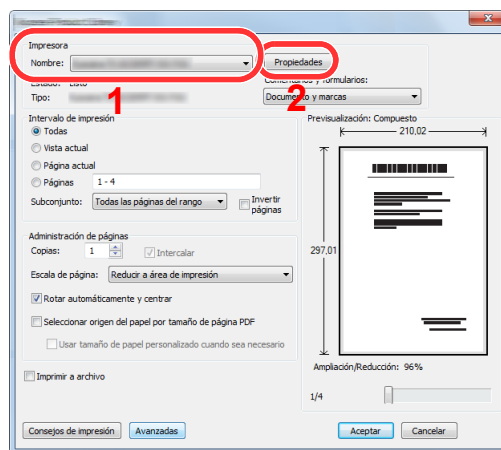 Impresora
Nombre:
Propiedades
Estado: Listo
Comentarios y formularios:
Tipo:
Documento y marcas
1
2
Intervalo de impresión
Todas
Vista actual
Página actual
Páginas
1 - 4
Subconjunto:
Todas las páginas del rango
Invertir
páginas
Previsualización: Compuesto
210,02
297,01
Administración de páginas
Copias:
1
Intercalar
Escala de página:
Reducir a área de impresión
Rotar automáticamente y centrar
Seleccionar origen del papel por tamaño de página PDF
Usar tamaño de papel personalizado cuando sea necesario
Imprimir a archivo
Ampliación/Reducción: 96%
1/4
Consejos de impresión
Avanzadas
Aceptar
Cancelar